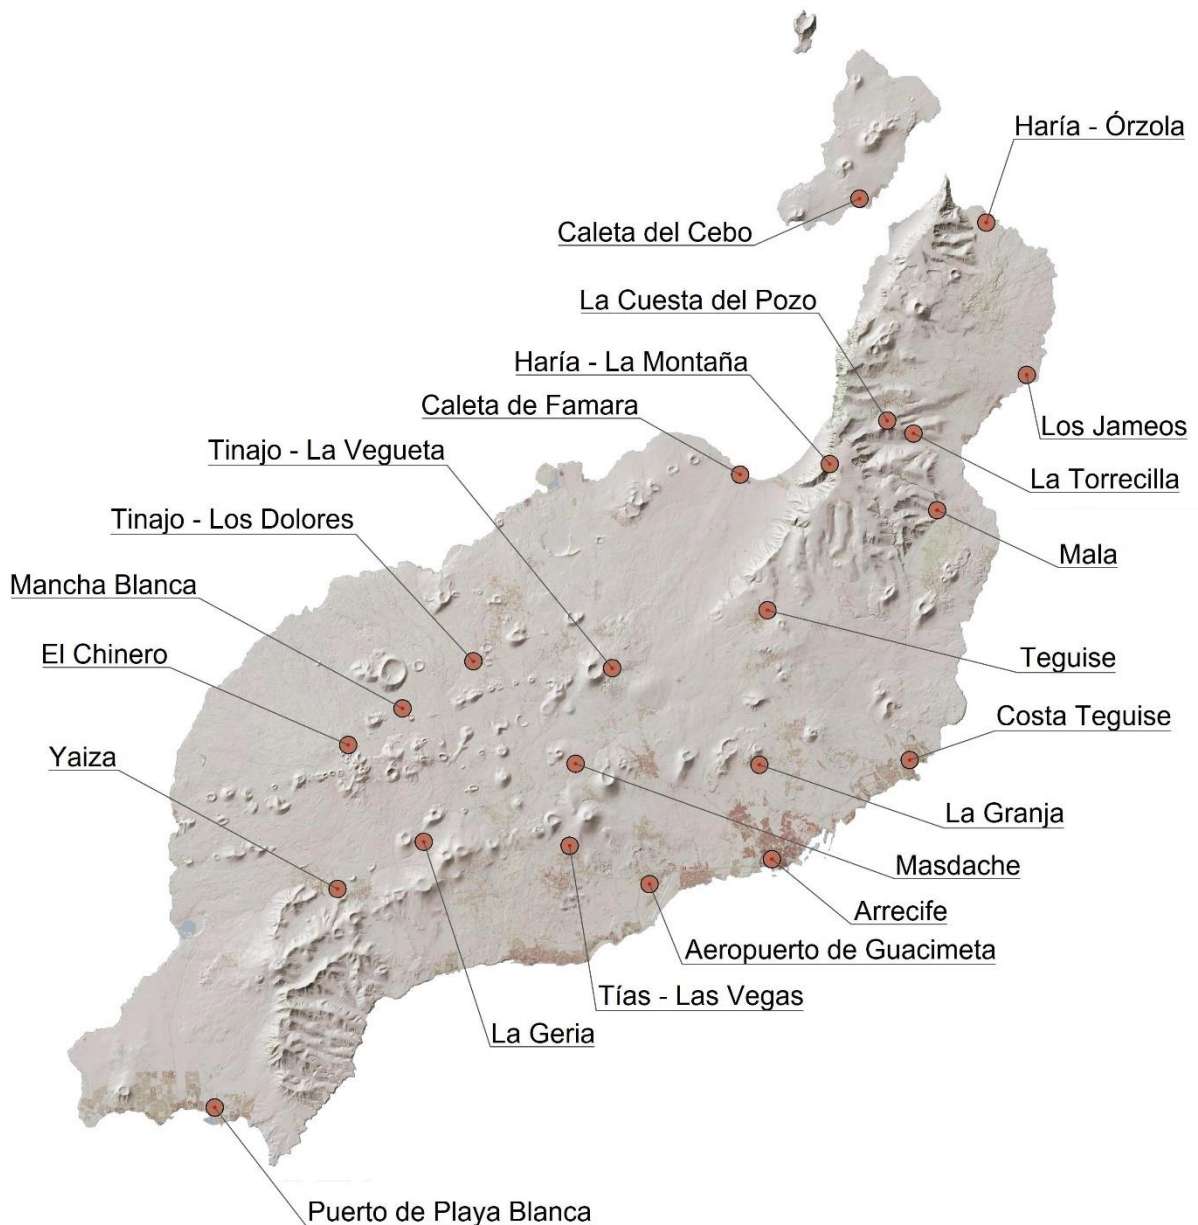 Haría - Órzola
Caleta del Cebo
La Cuesta del Pozo
Haría - La Montaña
Caleta de Famara
Los Jameos
Tinajo - La Vegueta
La Torrecilla
Tinajo - Los Dolores
Mala
Mancha Blanca
El Chinero
Teguise
Costa Teguise
Yaiza
La Granja
Masdache
Arrecife
Aeropuerto de Guacimeta
Tías - Las Vegas
La Geria
Puerto de Playa Blanca